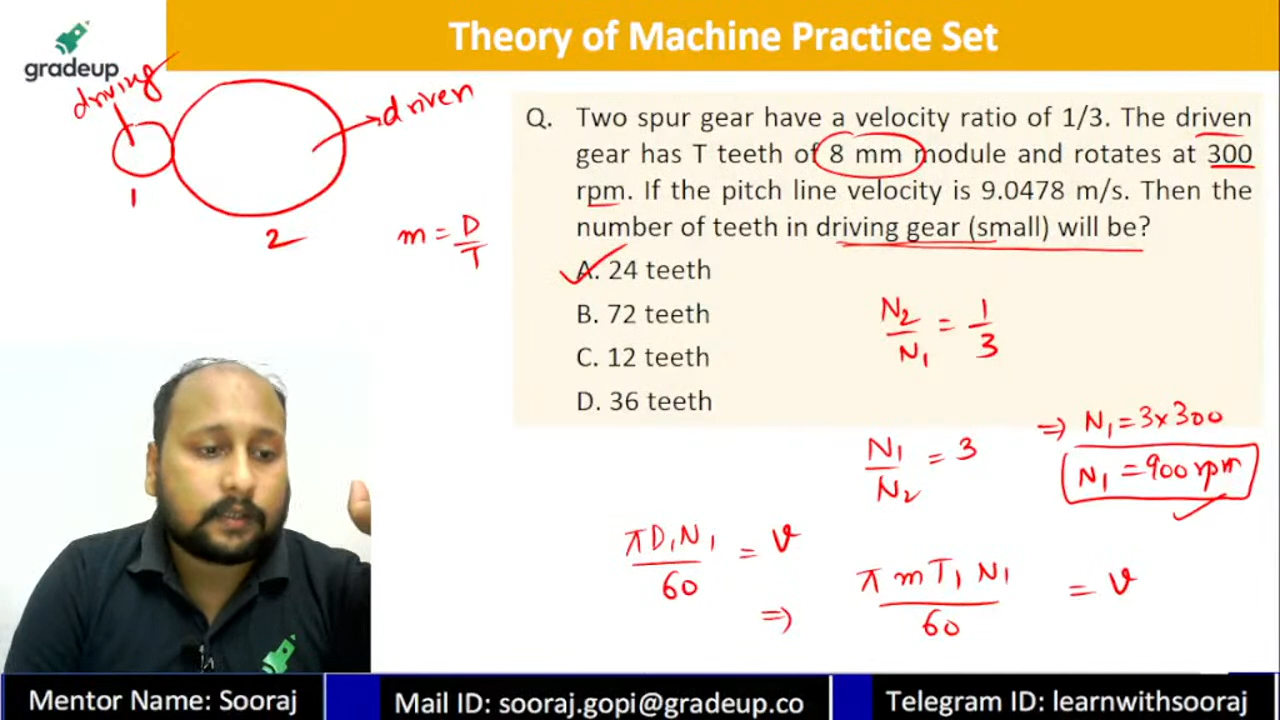 Theory of Machine Practice Set
gradeup
driving
driven
1
2
m = D/T
Q. Two spur gear have a velocity ratio of 1/3. The driven
gear has T teeth of 8 mm module and rotates at 300
rpm. If the pitch line velocity is 9.0478 m/s. Then the
number of teeth in driving gear (small) will be?
A. 24 teeth
B. 72 teeth
C. 12 teeth
D. 36 teeth
N₂/N₁ = 1/3
N₁/N₂ = 3
⇒ N₁ = 3×300
N₁ = 900 rpm
πD₁N₁/60 = v
⇒ πmT₁N₁/60 = v
Mentor Name: Sooraj
Mail ID: sooraj.gopi@gradeup.co
Telegram ID: learnwithsooraj